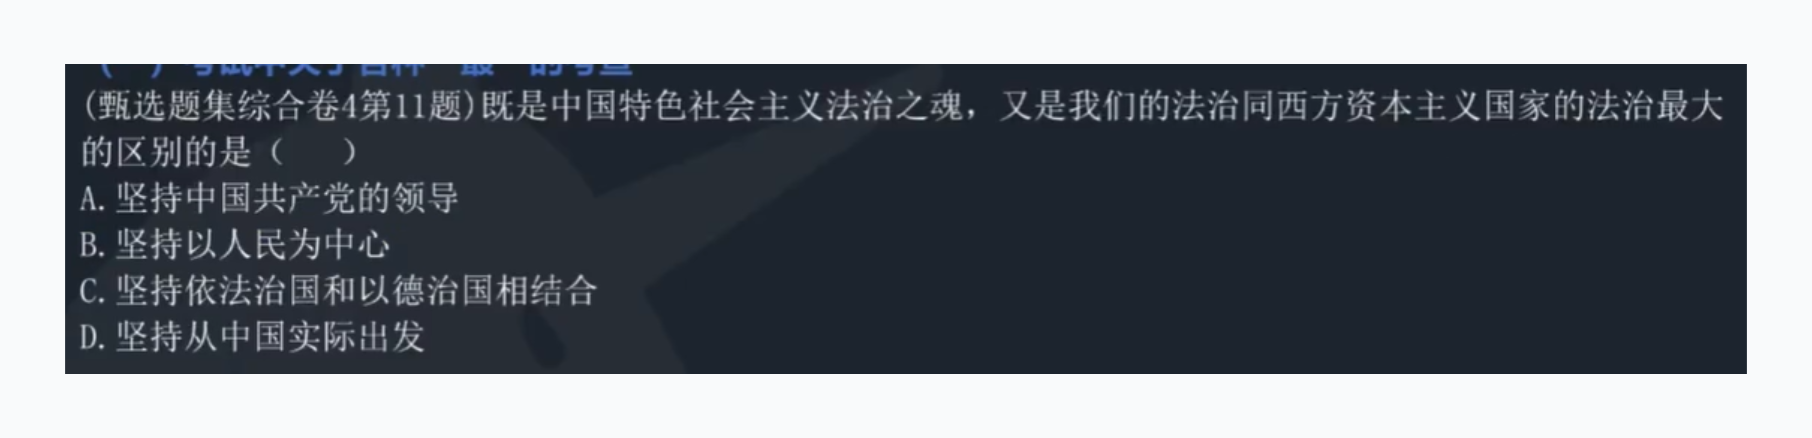 (甄选题集综合卷4第11题)既是中国特色社会主义法治之魂，又是我们的法治同西方资本主义国家的法治最大
的区别的是（  ）
A.坚持中国共产党的领导
B.坚持以人民为中心
C.坚持依法治国和以德治国相结合
D.坚持从中国实际出发